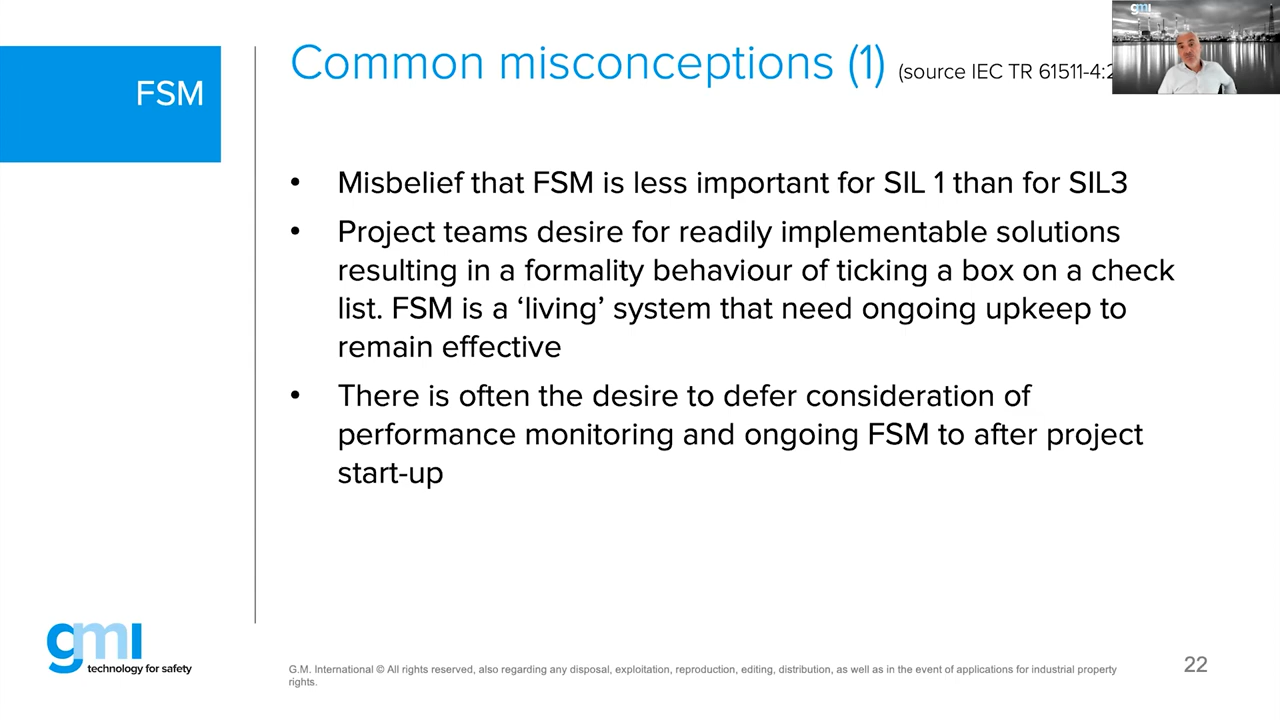 FSM
Common misconceptions (1) (source IEC TR 61511-4:2
gmi
• Misbelief that FSM is less important for SIL 1 than for SIL3
• Project teams desire for readily implementable solutions
resulting in a formality behaviour of ticking a box on a check
list. FSM is a ‘living’ system that need ongoing upkeep to
remain effective
• There is often the desire to defer consideration of
performance monitoring and ongoing FSM to after project
start-up
gmi
technology for safety
G.M. International © All rights reserved, also regarding any disposal, exploitation, reproduction, editing, distribution, as well as in the event of applications for industrial property
rights.
22